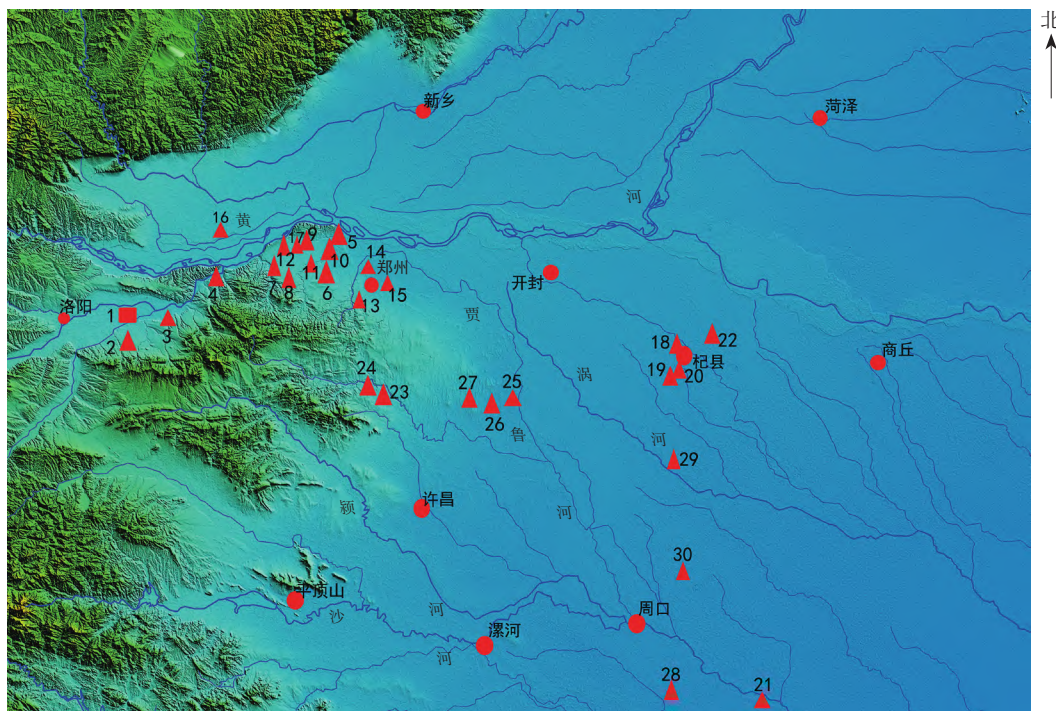 北
新乡
菏泽
河
16
黄
17
9
5
12
10
14
郑州
7
8
11
6
15
4
13
开封
洛阳
1
3
2
贾
18
22
杞县
商丘
19
20
涡
24
23
27
25
26
鲁
河
29
许昌
颍
河
30
平顶山
沙
河
周口
漯河
河
28
21